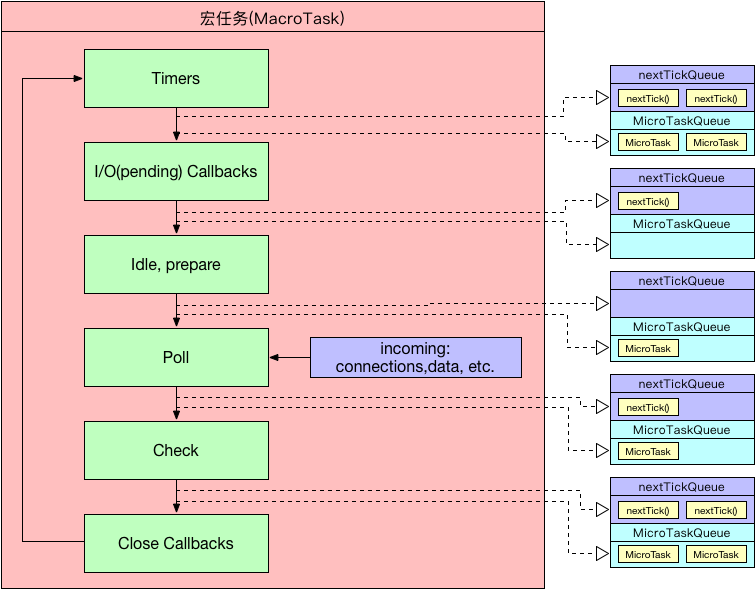 宏任务(MacroTask)
Timers
I/O(pending) Callbacks
Idle, prepare
Poll
incoming:
connections,data, etc.
Check
Close Callbacks
nextTickQueue
nextTick() nextTick()
MicroTaskQueue
MicroTask MicroTask
nextTickQueue
nextTick()
MicroTaskQueue
nextTickQueue
MicroTaskQueue
MicroTask
nextTickQueue
nextTick()
MicroTaskQueue
MicroTask
nextTickQueue
nextTick() nextTick()
MicroTaskQueue
MicroTask MicroTask